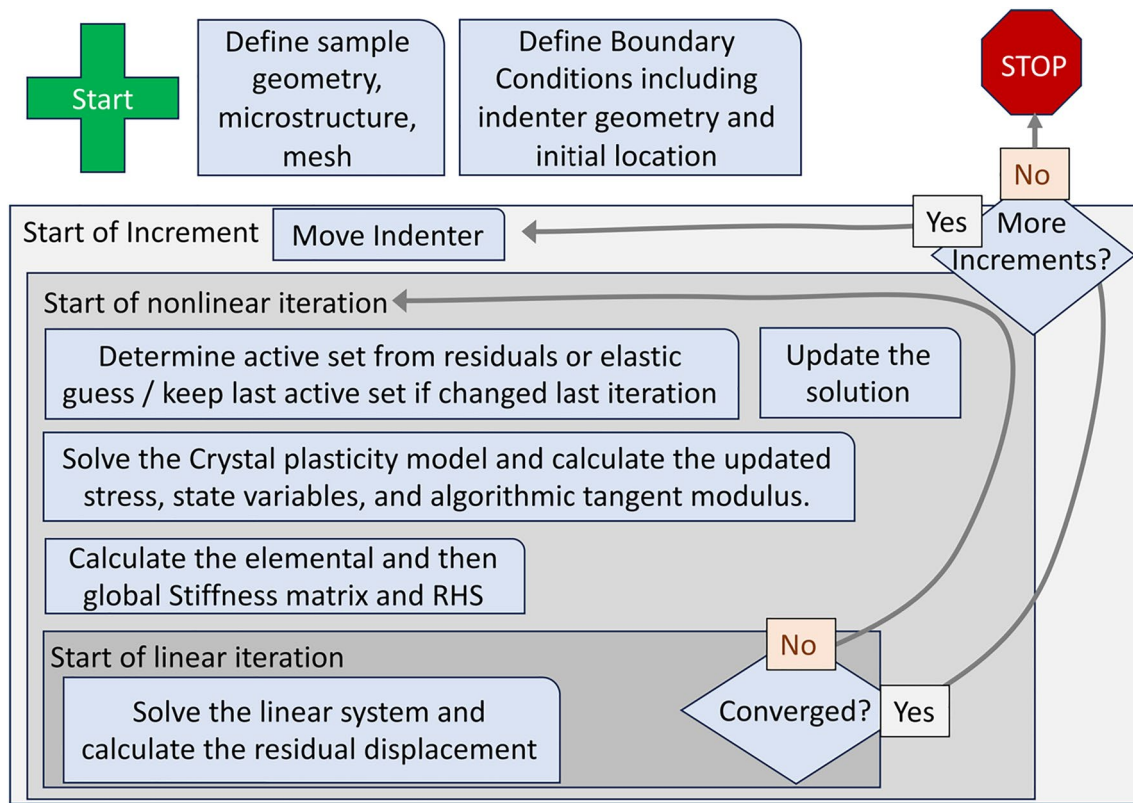 Start
Define sample
geometry,
microstructure,
mesh
Define Boundary
Conditions including
indenter geometry and
initial location
STOP
No
Yes
More
Increments?
Start of Increment
Move Indenter
Start of nonlinear iteration
Determine active set from residuals or elastic
guess / keep last active set if changed last iteration
Update the
solution
Solve the Crystal plasticity model and calculate the updated
stress, state variables, and algorithmic tangent modulus.
Calculate the elemental and then
global Stiffness matrix and RHS
Start of linear iteration
Solve the linear system and
calculate the residual displacement
No
Converged?
Yes